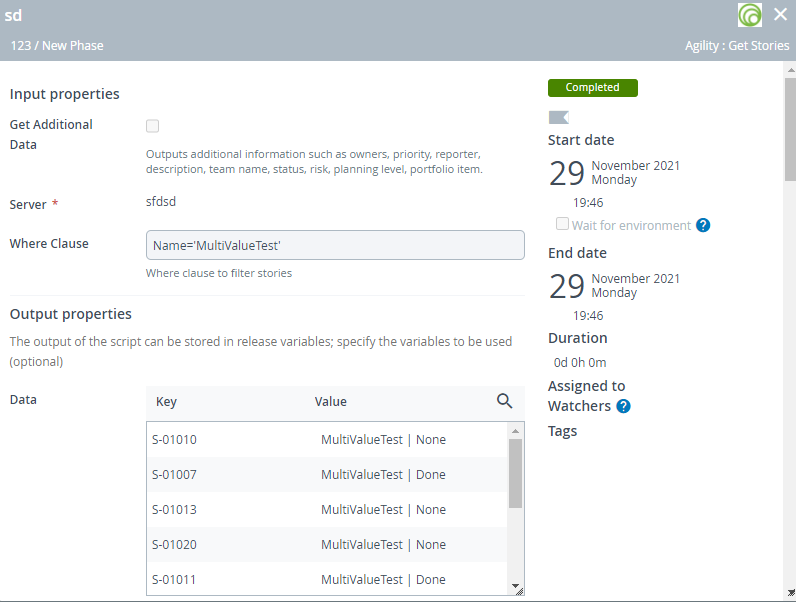 sd
123 / New Phase
Agility : Get Stories
Input properties
Get Additional
Data
Outputs additional information such as owners, priority, reporter,
description, team name, status, risk, planning level, portfolio item.
Server *
sfdsd
Where Clause
Name='MultiValueTest'
Where clause to filter stories
Output properties
The output of the script can be stored in release variables; specify the variables to be used
(optional)
Data
Key Value
S-01010 MultiValueTest | None
S-01007 MultiValueTest | Done
S-01013 MultiValueTest | None
S-01020 MultiValueTest | None
S-01011 MultiValueTest | Done
Completed
Start date
29 November 2021
Monday
19:46
Wait for environment ?
End date
29 November 2021
Monday
19:46
Duration
0d 0h 0m
Assigned to
Watchers ?
Tags